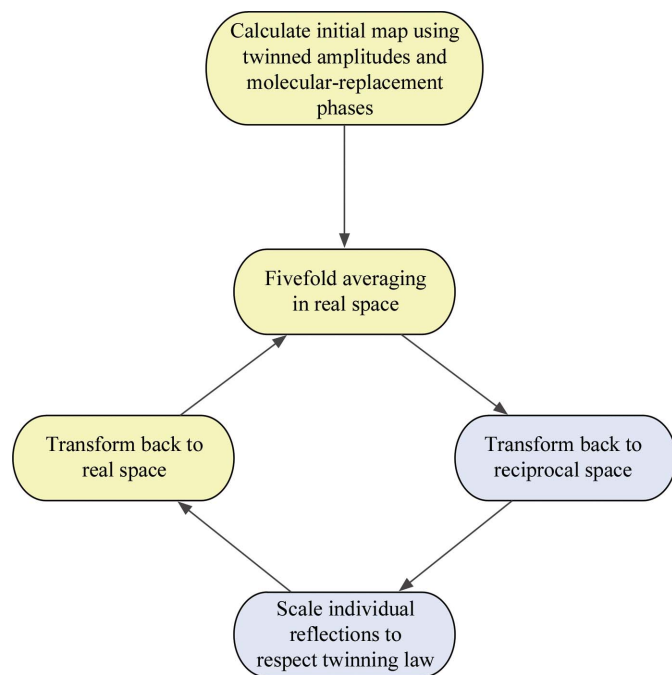 Calculate initial map using
twinned amplitudes and
molecular-replacement
phases
Fivefold averaging
in real space
Transform back to
real space
Transform back to
reciprocal space
Scale individual
reflections to
respect twinning law